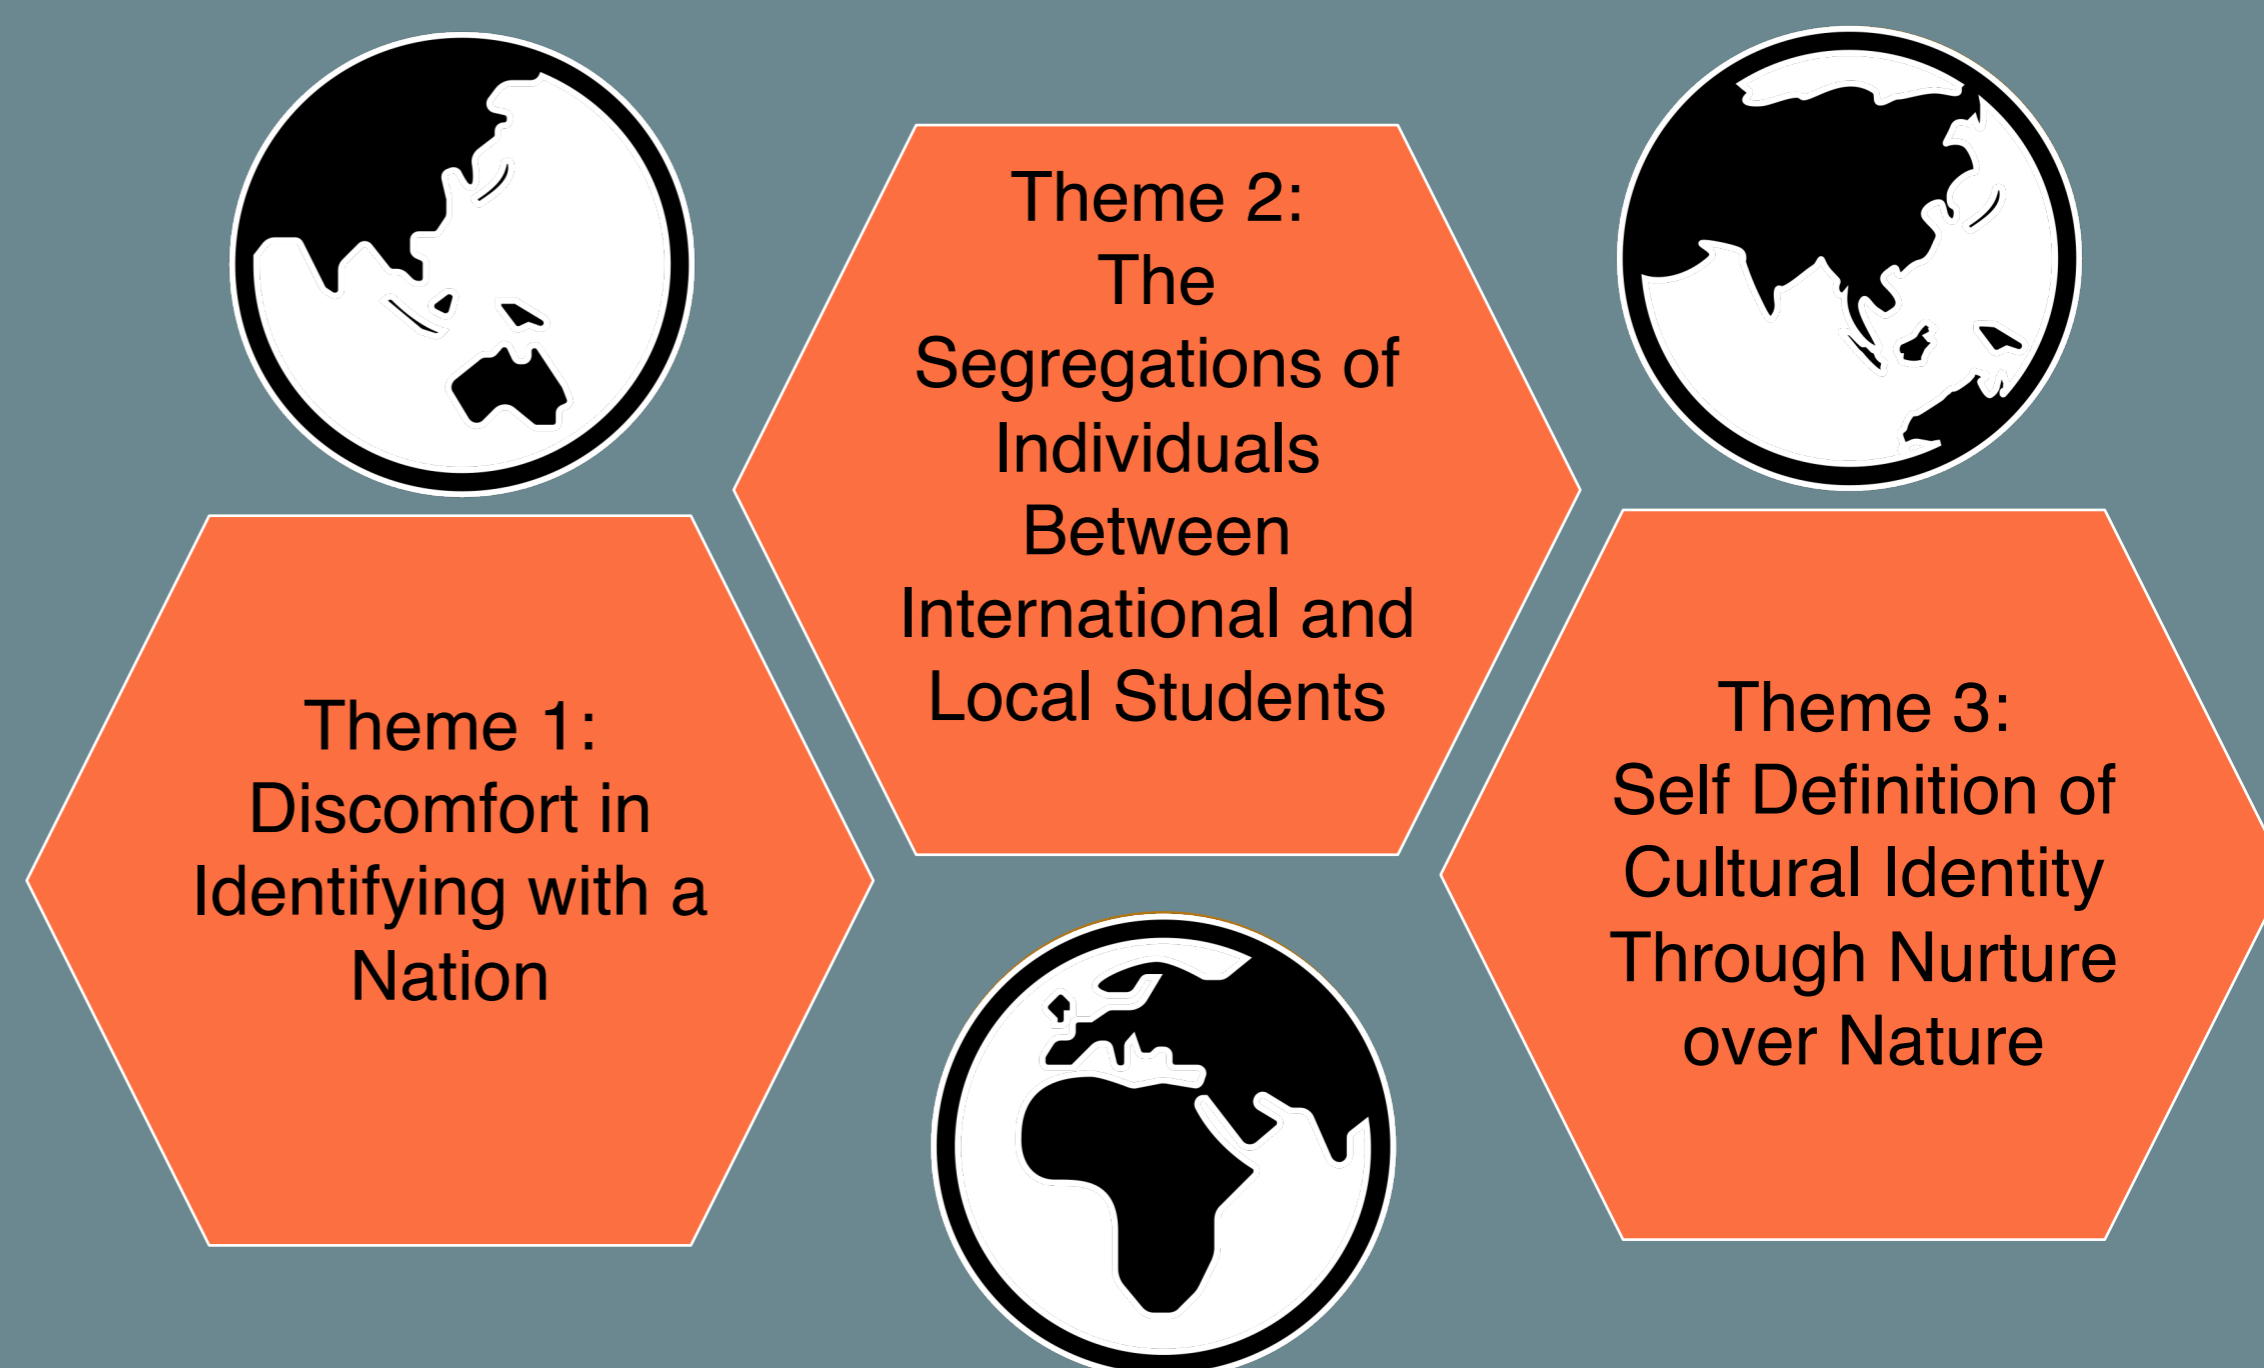 Theme 1:
Discomfort in
Identifying with a
Nation
Theme 2:
The
Segregations of
Individuals
Between
International and
Local Students
Theme 3:
Self Definition of
Cultural Identity
Through Nurture
over Nature